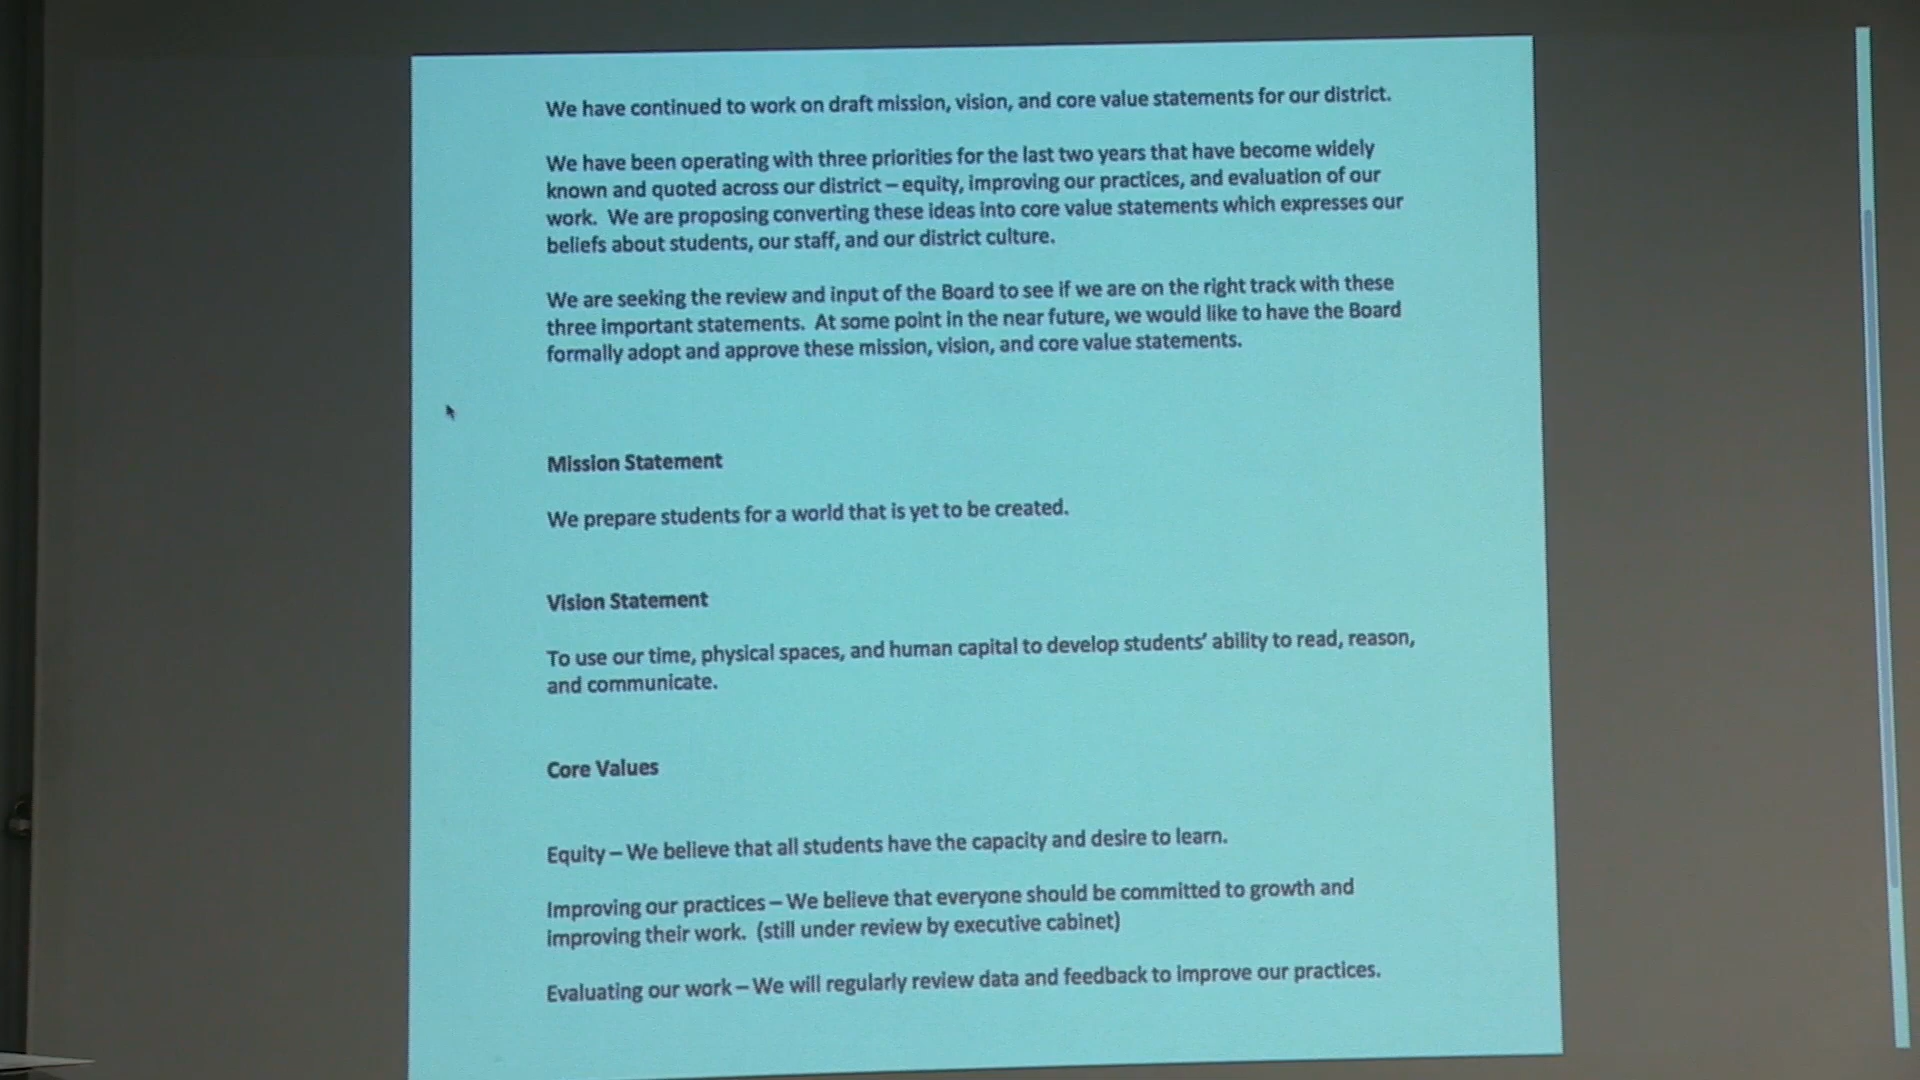 We have continued to work on draft mission, vision, and core value statements for our district.
We have been operating with three priorities for the last two years that have become widely
known and quoted across our district – equity, improving our practices, and evaluation of our
work.  We are proposing converting these ideas into core value statements which expresses our
beliefs about students, our staff, and our district culture.
We are seeking the review and input of the Board to see if we are on the right track with these
three important statements.  At some point in the near future, we would like to have the Board
formally adopt and approve these mission, vision, and core value statements.
Mission Statement
We prepare students for a world that is yet to be created.
Vision Statement
To use our time, physical spaces, and human capital to develop students’ ability to read, reason,
and communicate.
Core Values
Equity – We believe that all students have the capacity and desire to learn.
Improving our practices – We believe that everyone should be committed to growth and
improving their work.  (still under review by executive cabinet)
Evaluating our work – We will regularly review data and feedback to improve our practices.